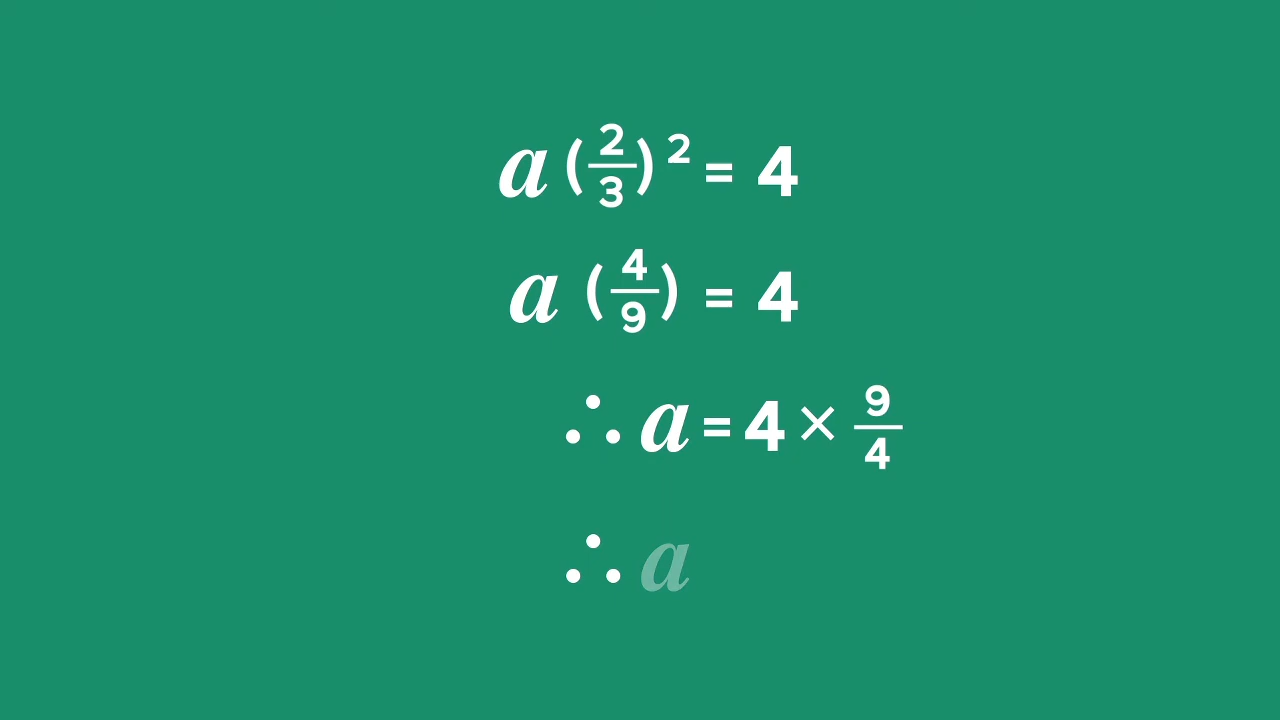 a (2/3)² = 4
a (4/9) = 4
∴ a = 4 × 9/4
∴ a